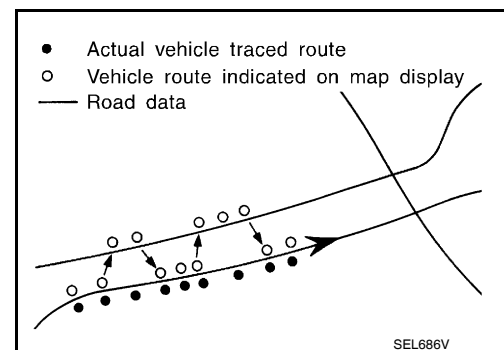 Actual vehicle traced route
Vehicle route indicated on map display
Road data
SEL686V